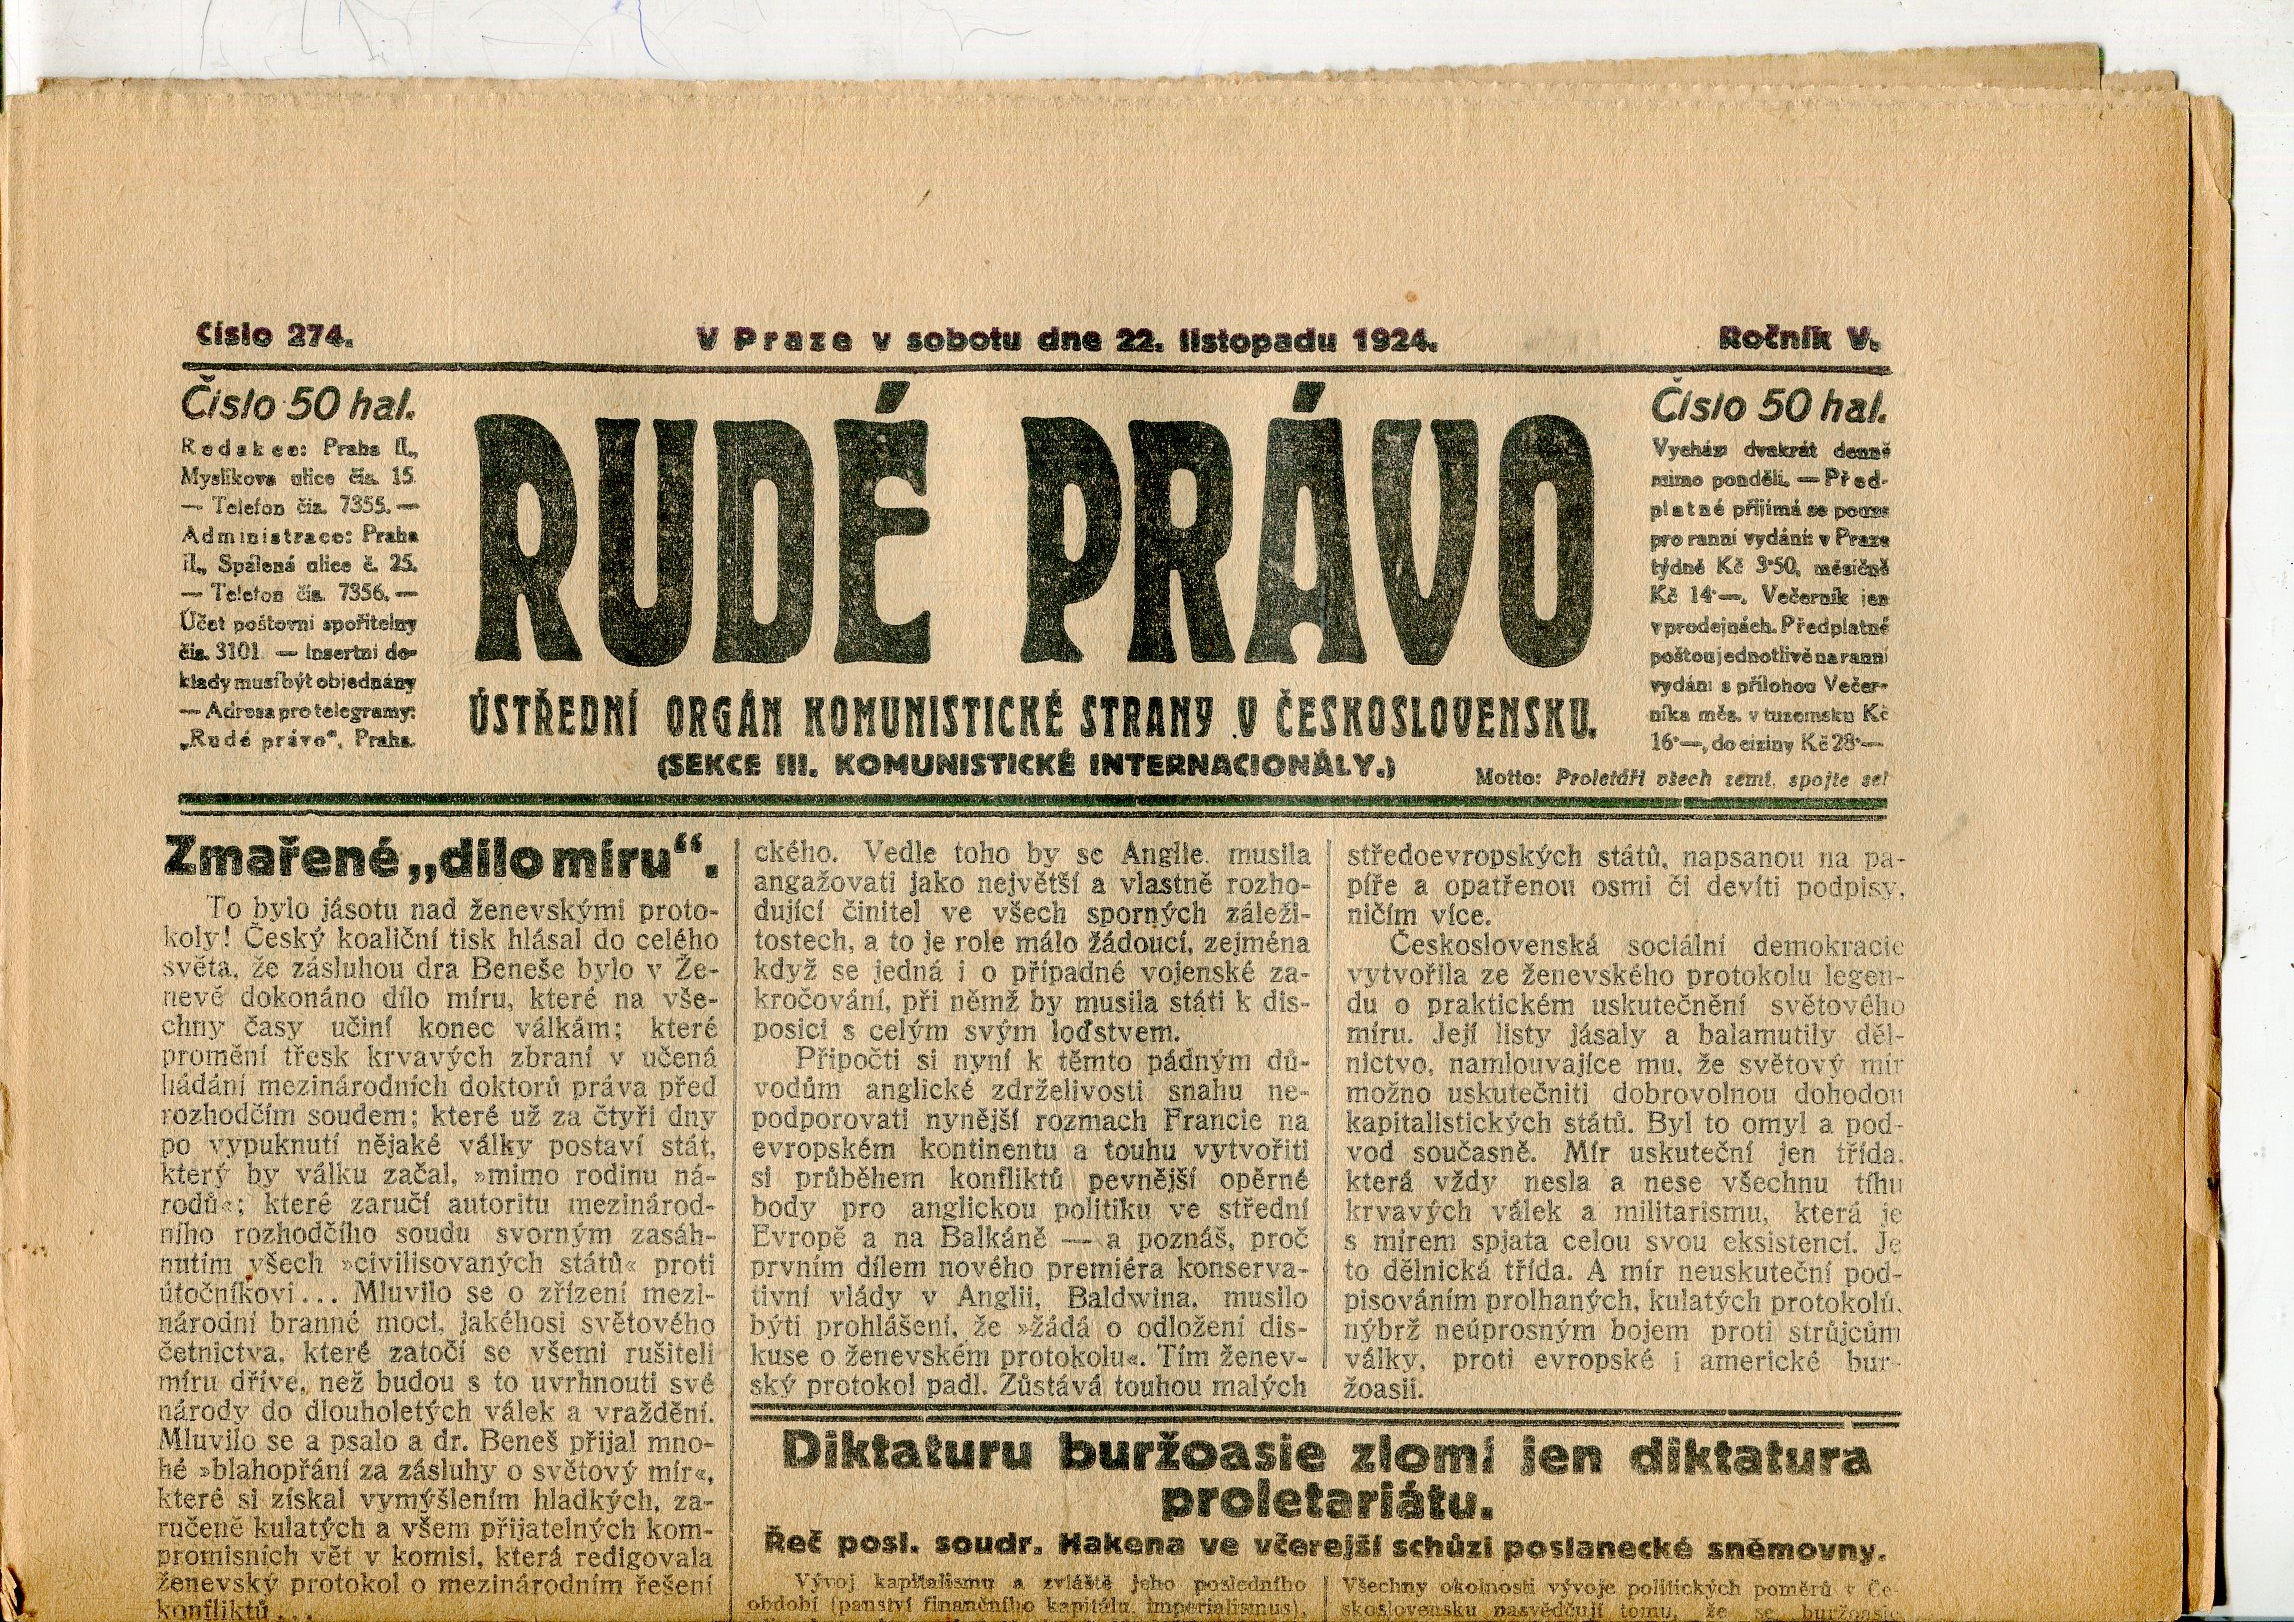 Číslo 274.
V Praze v sobotu dne 22. listopadu 1924.
Ročník V.
Číslo 50 hal.
Redakce: Praha II.,
Myslíkova ulice čís. 15.
— Telefon čís. 7355. —
Administrace: Praha
II., Spálená ulice č. 25.
— Telefon čís. 7356. —
Účet poštovní spořitelny
čís. 3101. — Insertní do-
klady musí být objednány
— Adresa pro telegramy:
„Rudé právo“, Praha.
RUDÉ PRÁVO
ÚSTŘEDNÍ ORGÁN KOMUNISTICKÉ STRANY V ČESKOSLOVENSKU.
(SEKCE III. KOMUNISTICKÉ INTERNACIONÁLY.)
Číslo 50 hal.
Vychází dvakrát denně
mimo pondělí. — Před-
platné přijímá se pouze
pro ranní vydání: v Praze
týdně Kč 3·50, měsíčně
Kč 14·—. Večerník jen
v prodejnách. Předplatné
poštou jednotlivě na ranní
vydání s přílohou Večer-
níka měs. v tuzemsku Kč
16·—, do ciziny Kč 28·—
Motto: Proletáři všech zemí, spojte se!
Zmařené „dílo míru“.
To bylo jásotu nad ženevskými proto-
koly! Český koaliční tisk hlásal do celého
světa, že zásluhou dra Beneše bylo v Že-
nevě dokonáno dílo míru, které na vše-
chny časy učiní konec válkám; které
promění třesk krvavých zbraní v učená
hádání mezinárodních doktorů práva před
rozhodčím soudem; které už za čtyři dny
po vypuknutí nějaké války postaví stát,
který by válku začal, »mimo rodinu ná-
rodů«; které zaručí autoritu mezinárod-
ního rozhodčího soudu svorným zasáh-
nutím všech »civilisovaných států« proti
útočníkovi... Mluvilo se o zřízení mezi-
národní branné moci, jakéhosi světového
četnictva, které zatočí se všemi rušiteli
míru dříve, než budou s to uvrhnouti své
národy do dlouholetých válek a vraždění.
Mluvilo se a psalo a dr. Beneš přijal mno-
hé »blahopřání za zásluhy o světový mír«,
které si získal vymýšlením hladkých, za-
ručeně kulatých a všem přijatelných kom-
promisních vět v komisi, která redigovala
ženevský protokol o mezinárodním řešení
konfliktů...
ckého. Vedle toho by se Anglie musila
angažovati jako největší a vlastně rozho-
dující činitel ve všech sporných záleži-
tostech, a to je role málo žádoucí, zejména
když se jedná i o případné vojenské za-
kročování, při němž by musila státi k dis-
posici s celým svým loďstvem.
Připočti si nyní k těmto pádným dů-
vodům anglické zdrželivosti snahu ne-
podporovati nynější rozmach Francie na
evropském kontinentu a touhu vytvořiti
si průběhem konfliktů pevnější opěrné
body pro anglickou politiku ve střední
Evropě a na Balkáně — a poznáš, proč
prvním dílem nového premiéra konserva-
tivní vlády v Anglii, Baldwina, musilo
býti prohlášení, že »žádá o odložení dis-
kuse o ženevském protokolu«. Tím ženev-
ský protokol padl. Zůstává touhou malých
středoevropských států, napsanou na pa-
píře a opatřenou osmi či devíti podpisy,
ničím více.
Československá sociální demokracie
vytvořila ze ženevského protokolu legen-
du o praktickém uskutečnění světového
míru. Její listy jásaly a balamutily děl-
nictvo, namlouvajíce mu, že světový mír
možno uskutečniti dobrovolnou dohodou
kapitalistických států. Byl to omyl a pod-
vod současně. Mír uskuteční jen třída,
která vždy nesla a nese všechnu tíhu
krvavých válek a militarismu, která je
s mírem spjata celou svou eksistencí. Je
to dělnická třída. A mír neuskuteční pod-
pisováním prolhaných, kulatých protokolů,
nýbrž neúprosným bojem proti strůjcům
války, proti evropské i americké bur-
žoasii.
Diktaturu buržoasie zlomí jen diktatura
proletariátu.
Řeč posl. soudr. Hakena ve včerejší schůzi poslanecké sněmovny.
Vývoj kapitalismu a zvláště jeho posledního
období (panství finančního kapitálu, imperialismus),
Všechny okolnosti vývoje politických poměrů v Če-
skoslovensku nasvědčují tomu, že se buržoasie